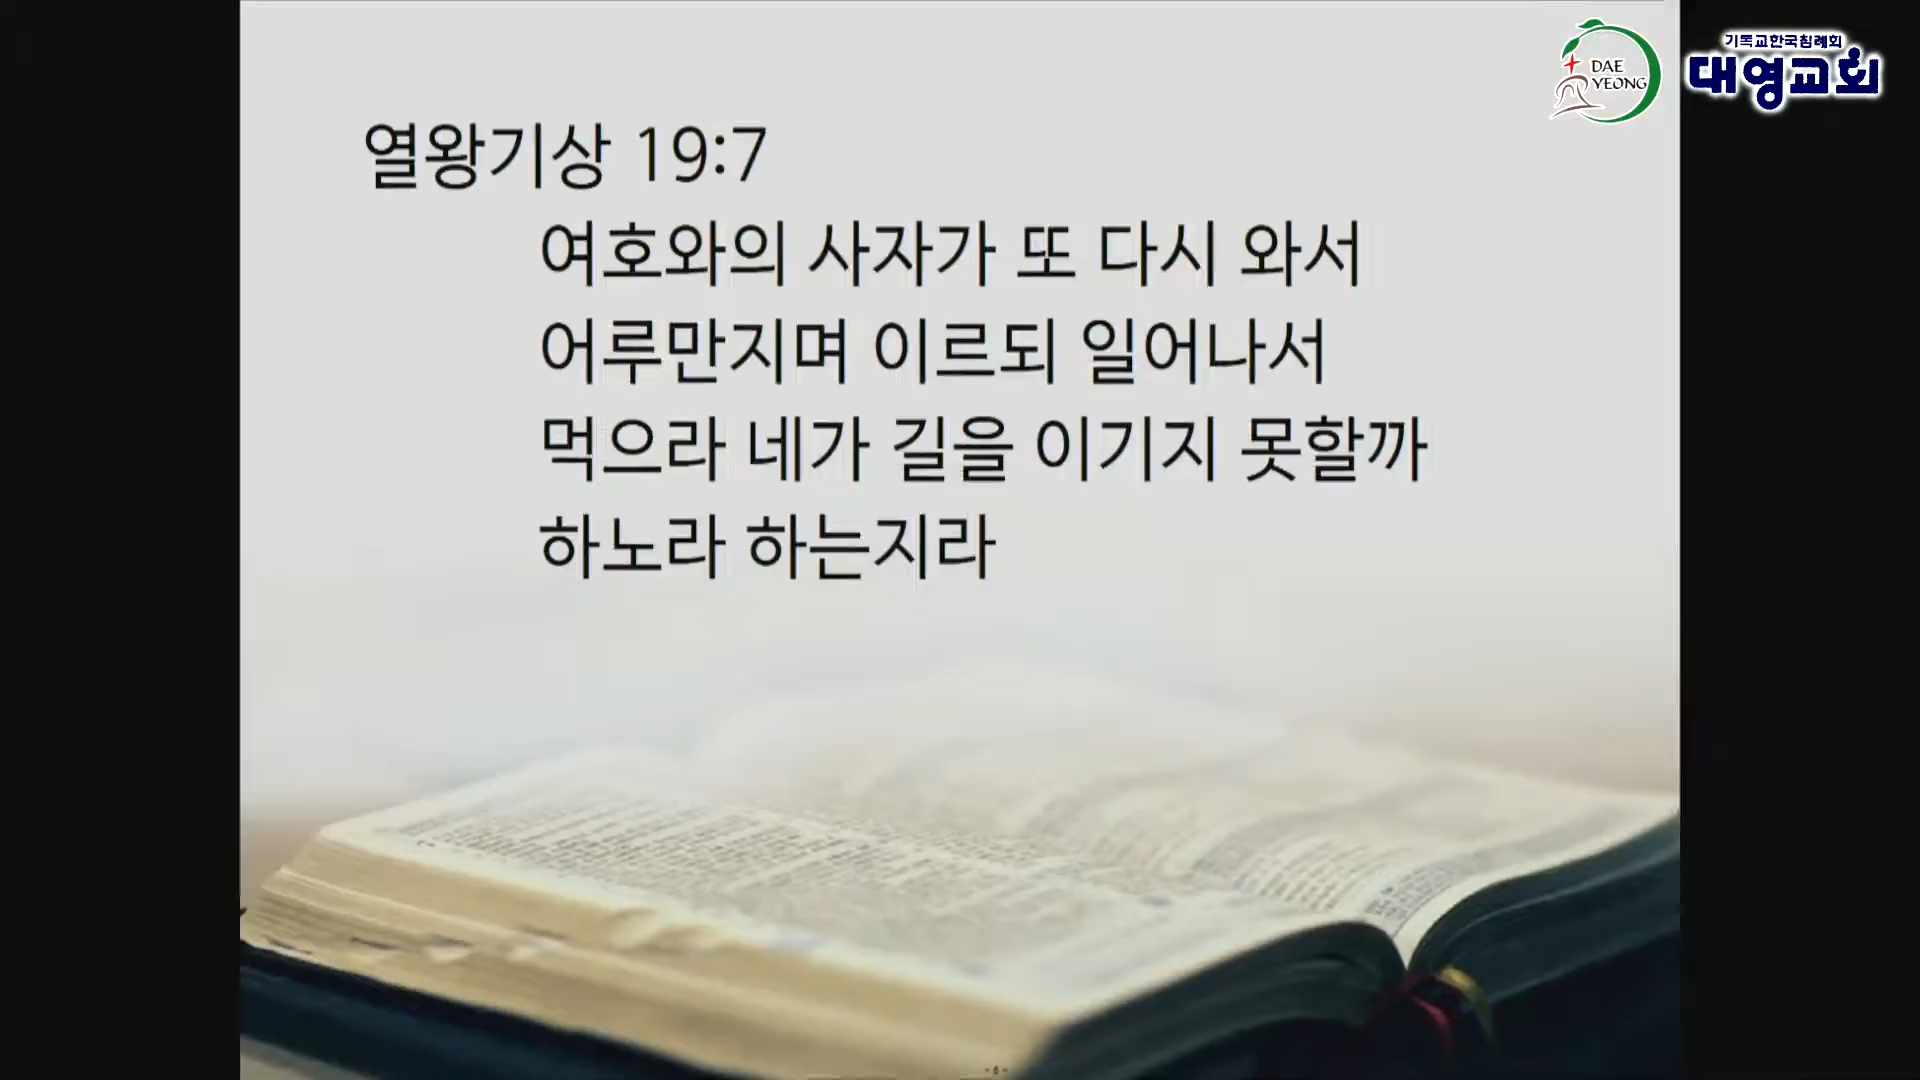 기독교한국침례회
DAE
YEONG
대영교회
열왕기상 19:7
여호와의 사자가 또 다시 와서
어루만지며 이르되 일어나서
먹으라 네가 길을 이기지 못할까
하노라 하는지라